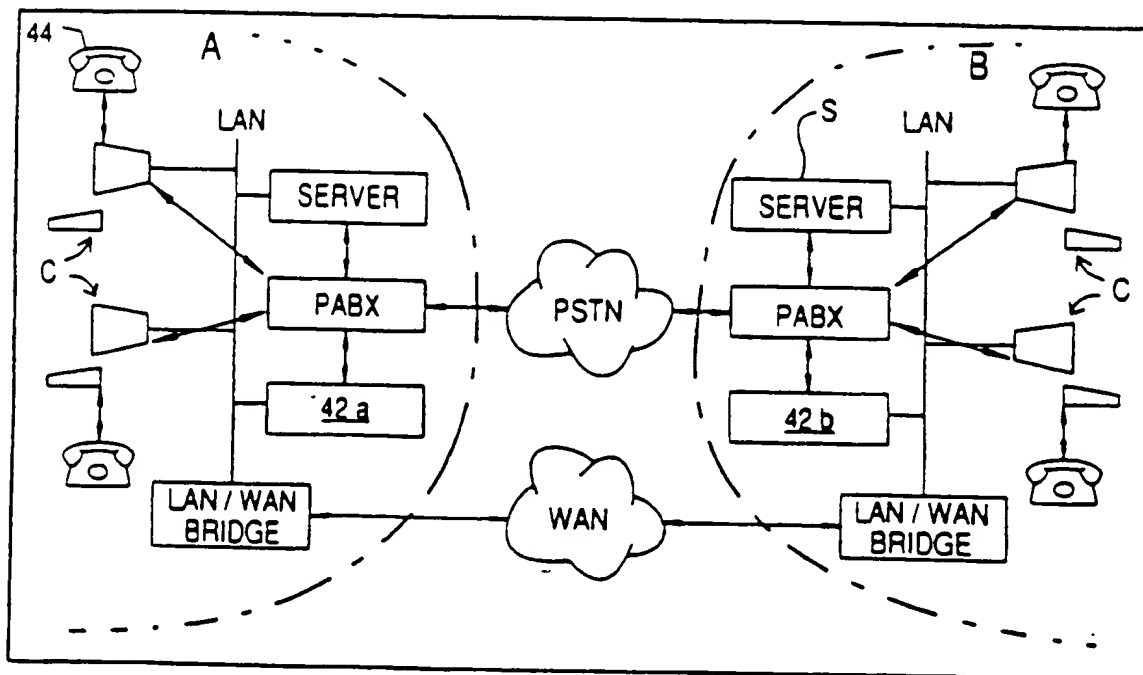 44
A
B
LAN
S
LAN
SERVER
SERVER
C
C
PABX
PSTN
PABX
42 a
42 b
LAN / WAN
BRIDGE
WAN
LAN / WAN
BRIDGE